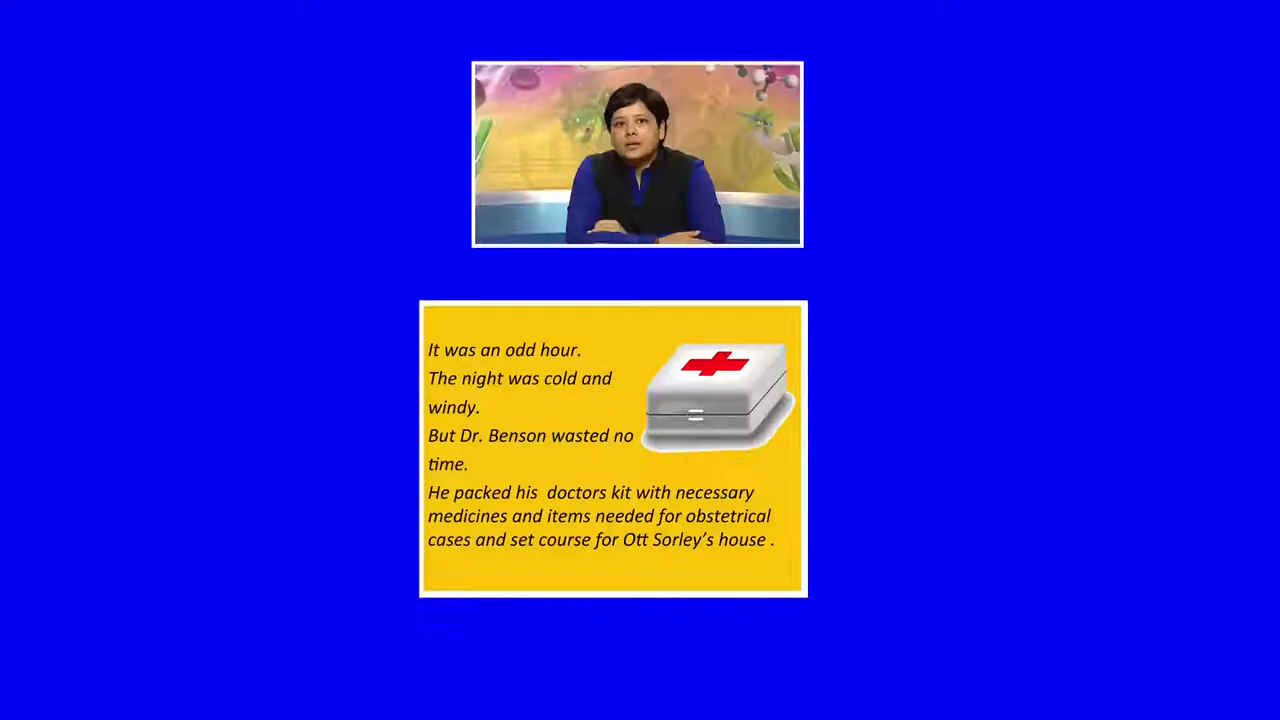 It was an odd hour.
The night was cold and
windy.
But Dr. Benson wasted no
time.
He packed his  doctors kit with necessary
medicines and items needed for obstetrical
cases and set course for Ott Sorley’s house .